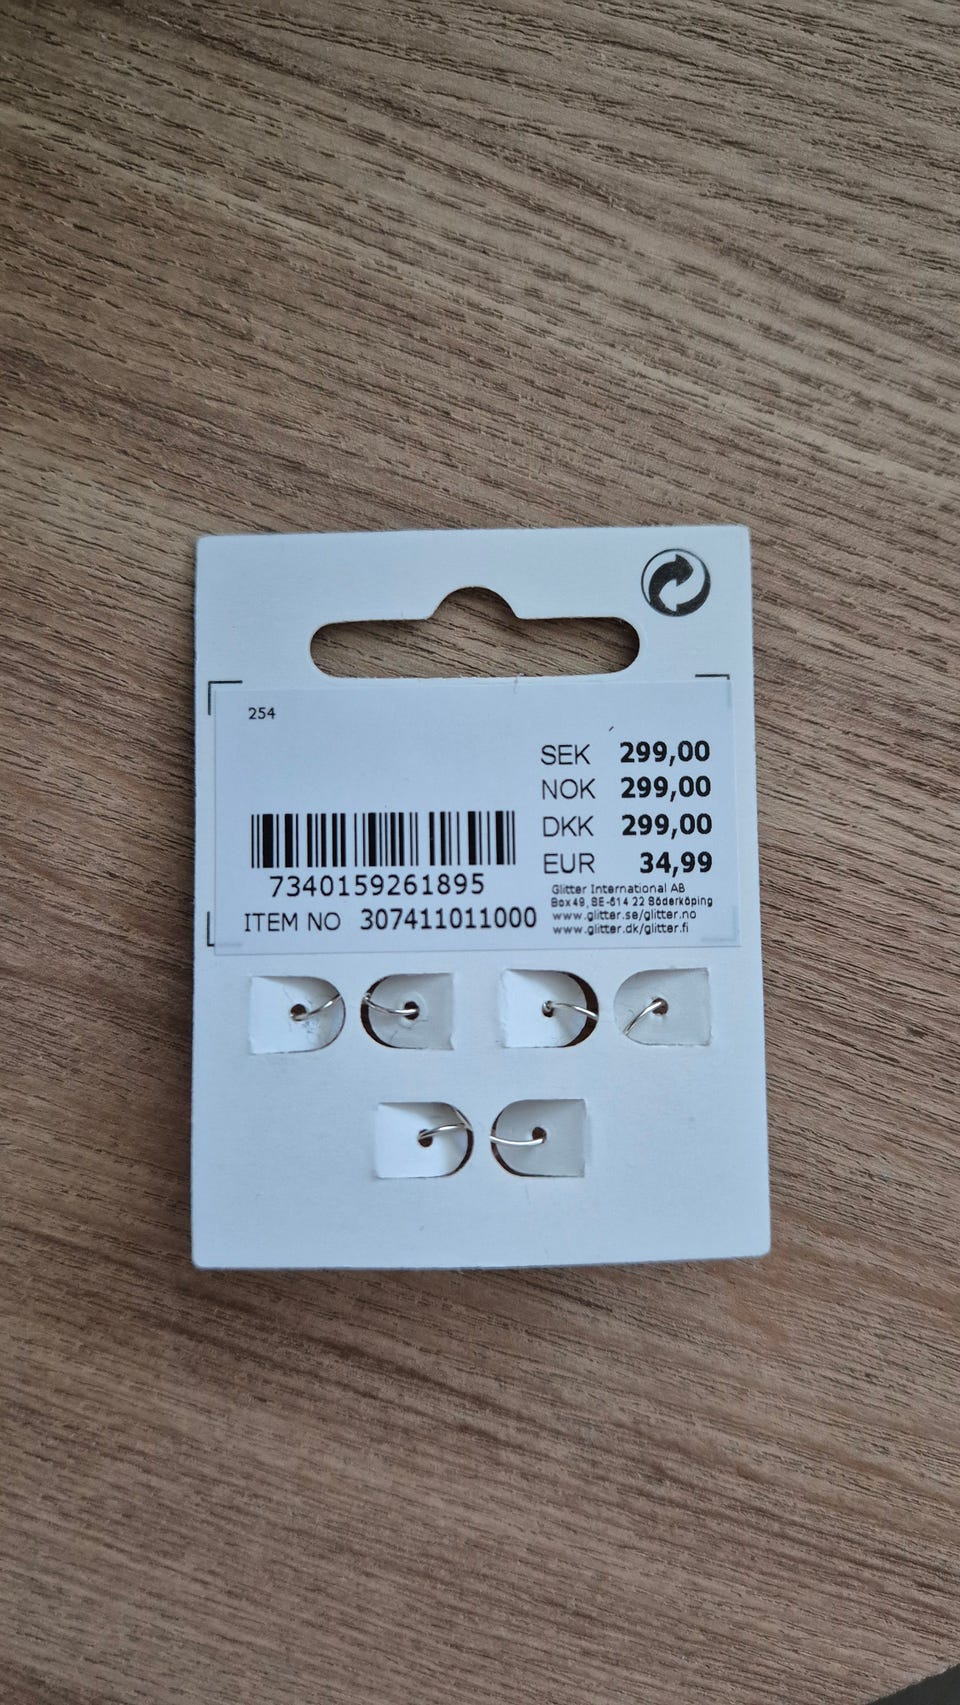 254
SEK 299,00
NOK 299,00
DKK 299,00
EUR 34,99
7340159261895
ITEM NO 307411011000
Glitter International AB
Box 49, SE-614 22 Söderköping
www.glitter.se/glitter.no
www.glitter.dk/glitter.fi